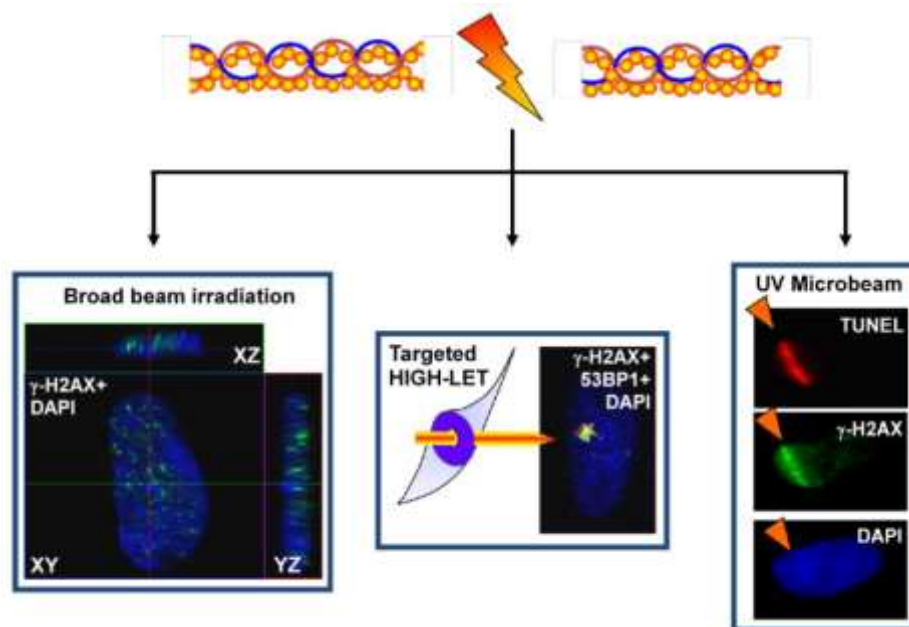 Broad beam irradiation
XZ
γ-H2AX+
DAPI
XY
YZ
Targeted
HIGH-LET
γ-H2AX+
53BP1+
DAPI
UV Microbeam
TUNEL
γ-H2AX
DAPI